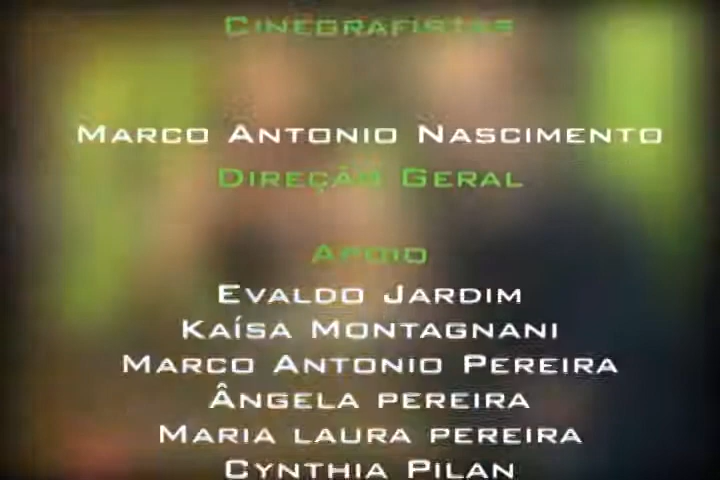 Cinegrafistas
Marco Antonio Nascimento
Direção Geral
Apoio
Evaldo Jardim
Kaísa Montagnani
Marco Antonio Pereira
Ângela pereira
Maria laura pereira
Cynthia Pilan